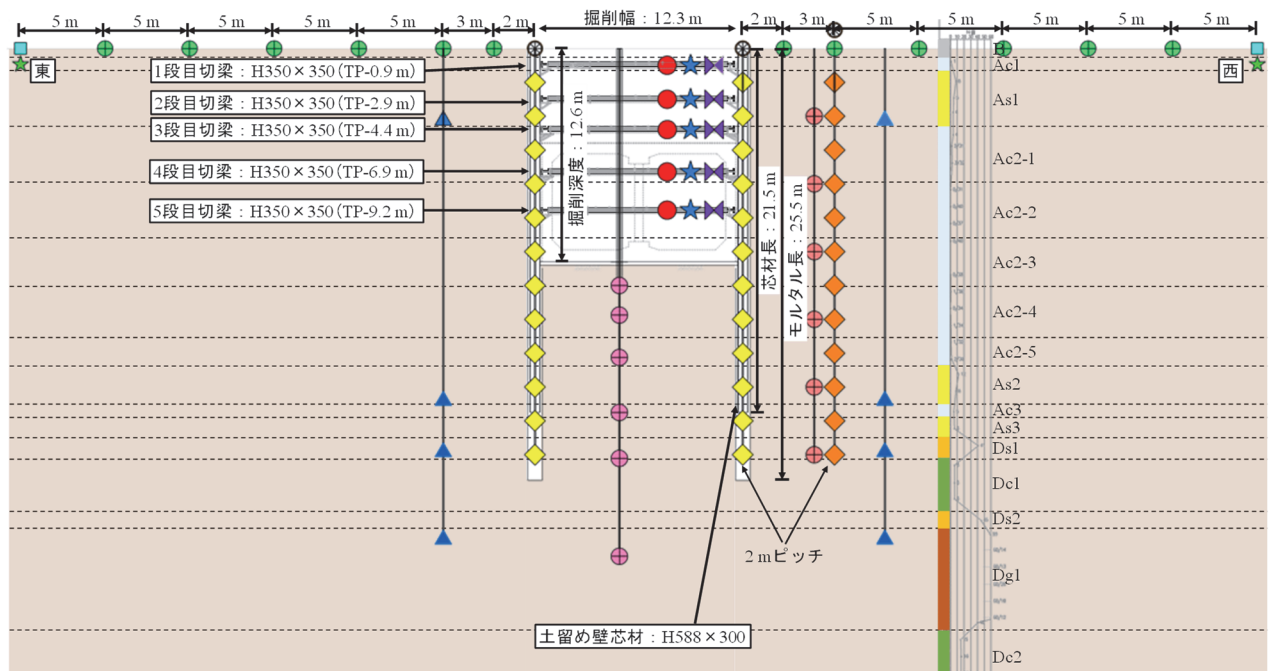 5 m
5 m
5 m
5 m
5 m
3 m
2 m
掘削幅：12.3 m
2 m
3 m
5 m
5 m
5 m
5 m
5 m
東
西
1段目切梁：H350×350（TP-0.9 m）
2段目切梁：H350×350（TP-2.9 m）
3段目切梁：H350×350（TP-4.4 m）
4段目切梁：H350×350（TP-6.9 m）
5段目切梁：H350×350（TP-9.2 m）
掘削深度：12.6 m
芯材長：21.5 m
モルタル長：25.5 m
B
Ac1
As1
Ac2-1
Ac2-2
Ac2-3
Ac2-4
Ac2-5
As2
Ac3
As3
Ds1
Dc1
Ds2
Dg1
Dc2
2 mピッチ
土留め壁芯材：H588×300